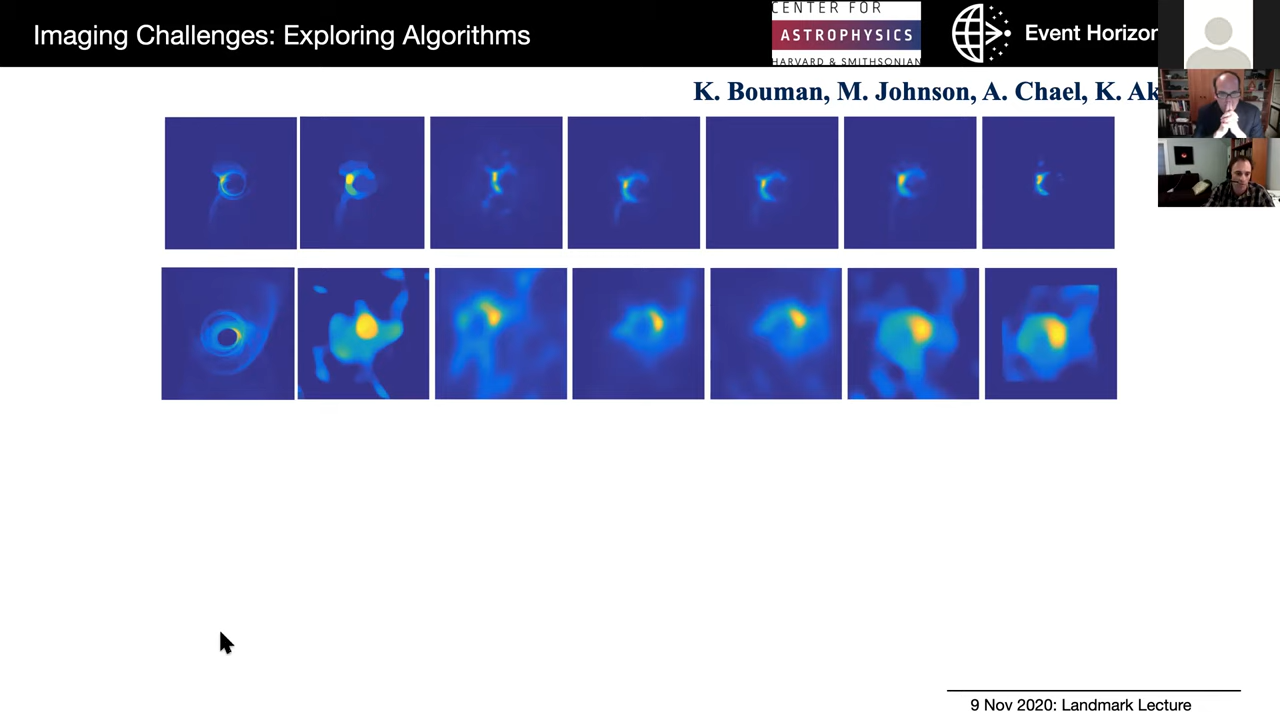 Imaging Challenges: Exploring Algorithms
CENTER FOR
ASTROPHYSICS
HARVARD & SMITHSONIAN
Event Horizon
K. Bouman, M. Johnson, A. Chael, K. Ak
9 Nov 2020: Landmark Lecture